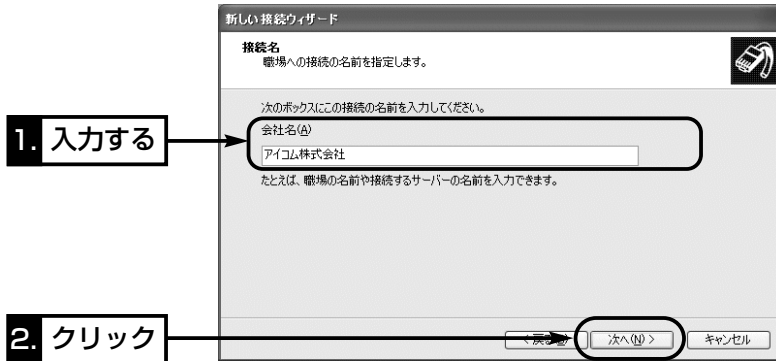 新しい接続ウィザード
接続名
職場への接続の名前を指定します。
次のボックスにこの接続の名前を入力してください。
1. 入力する
会社名(A)
アイコム株式会社
たとえば、職場の名前や接続するサーバーの名前を入力できます。
2. クリック
次へ(N) >
キャンセル